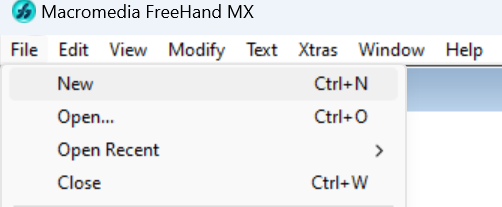 Macromedia FreeHand MX
File Edit View Modify Text Xtras Window Help
New Ctrl+N
Open... Ctrl+O
Open Recent
Close Ctrl+W